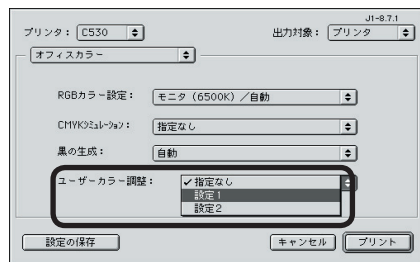 J1-8.7.1
プリンタ： C530 出力対象： プリンタ
オフィスカラー
RGBカラー設定： モニタ（6500K）／自動
CMYKシミュレーション： 指定なし
黒の生成： 自動
ユーザーカラー調整： ✓指定なし
設定1
設定2
設定の保存 キャンセル プリント